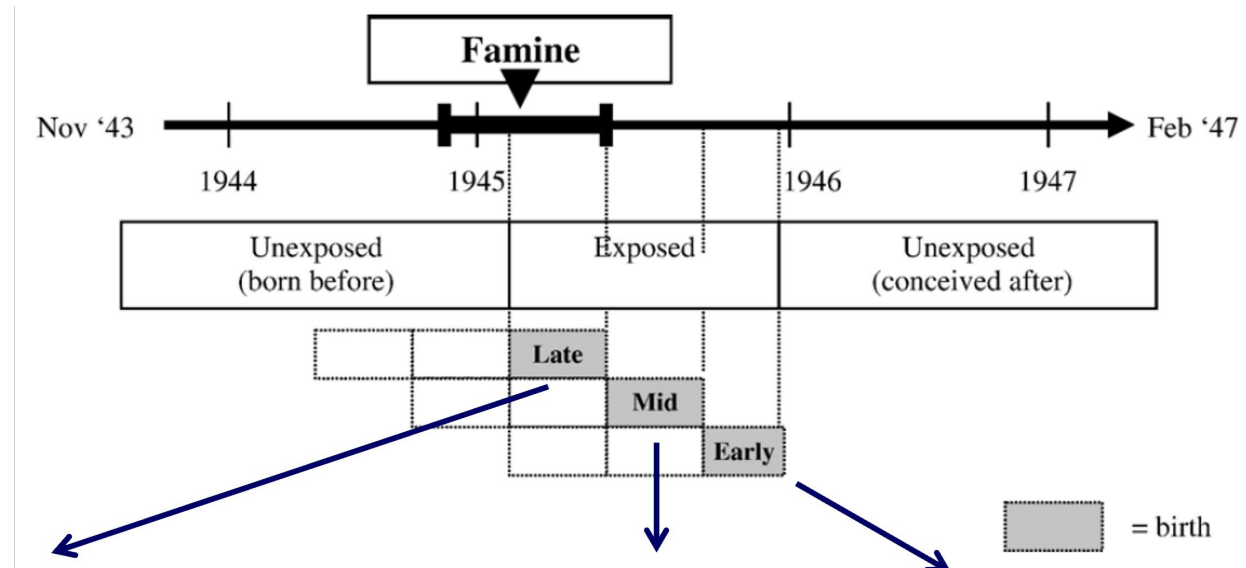 Famine
Nov ‘43
Feb ‘47
1944
1945
1946
1947
Unexposed
(born before)
Exposed
Unexposed
(conceived after)
Late
Mid
Early
= birth